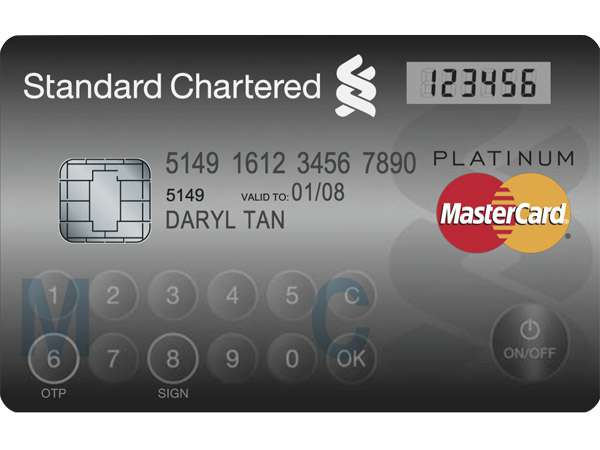 Standard Chartered
123456
5149 1612 3456 7890
PLATINUM
5149 VALID TO: 01/08
DARYL TAN
MasterCard
M C
1 2 3 4 5 C
6 7 8 9 0 OK
ON/OFF
OTP SIGN